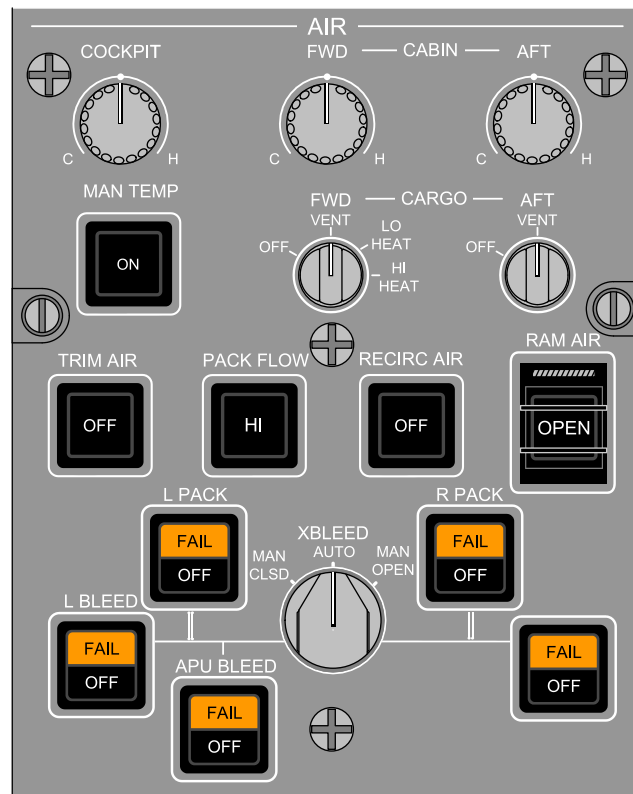 AIR
COCKPIT
FWD CABIN AFT
C H C H C H
MAN TEMP
ON
FWD CARGO AFT
VENT VENT
OFF LO HEAT HI HEAT OFF
RAM AIR
TRIM AIR PACK FLOW RECIRC AIR
OFF HI OFF OPEN
L PACK R PACK
FAIL FAIL
OFF OFF
XBLEED
AUTO
MAN CLSD MAN OPEN
L BLEED
FAIL FAIL
OFF OFF
APU BLEED
FAIL
OFF